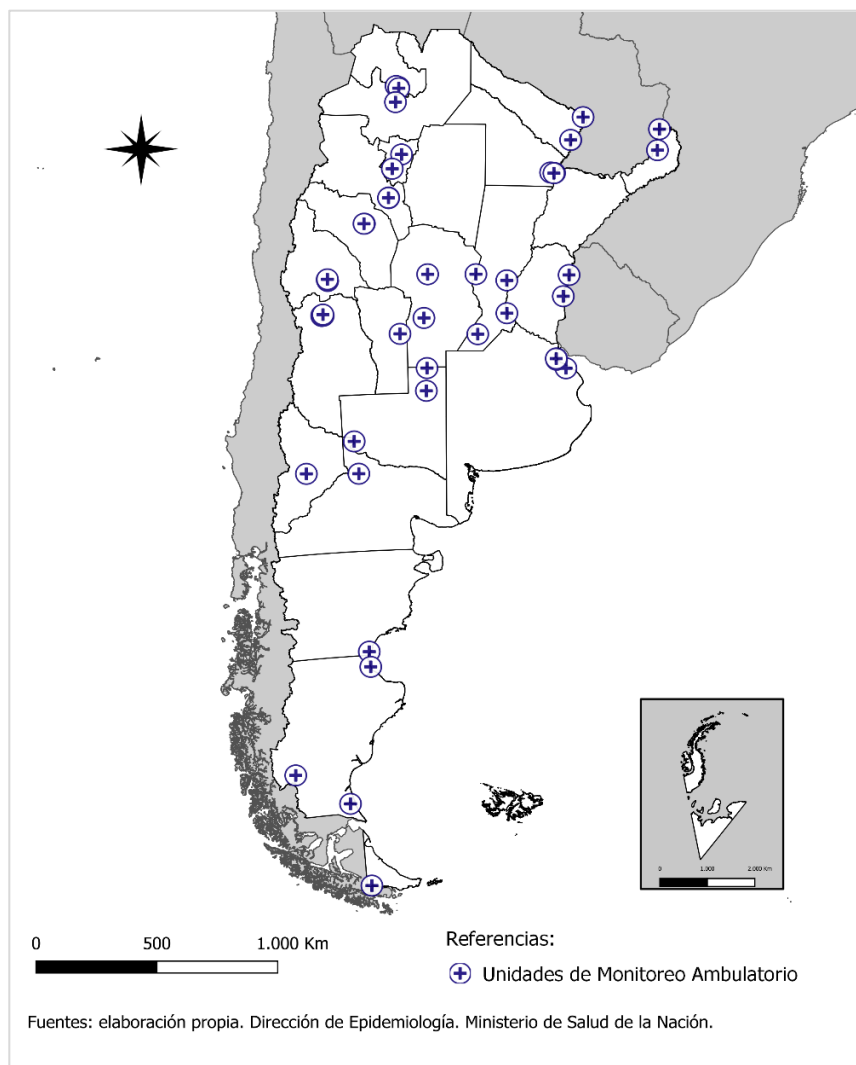 0 1.000 2.000 Km
0 500 1.000 Km
Referencias:
Unidades de Monitoreo Ambulatorio
Fuentes: elaboración propia. Dirección de Epidemiología. Ministerio de Salud de la Nación.